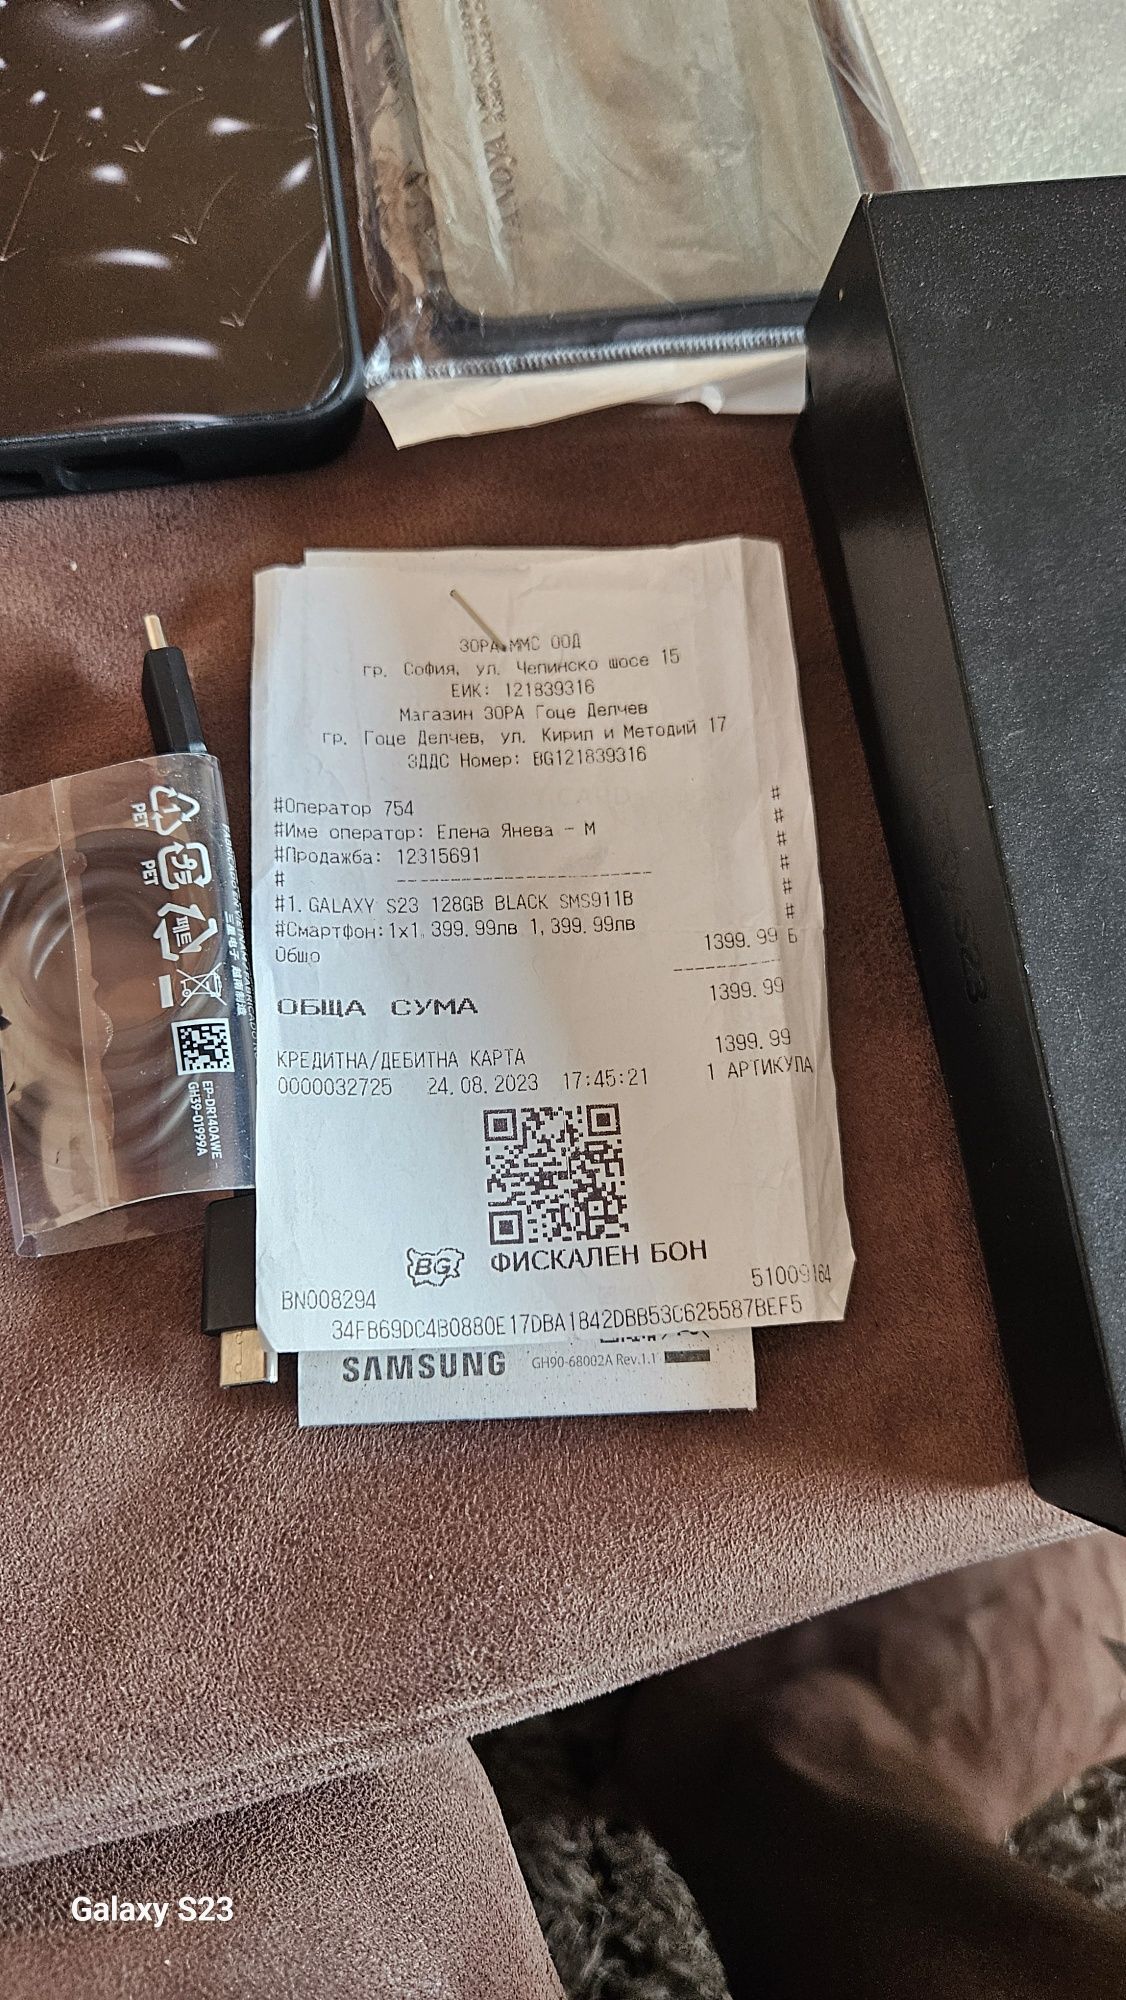 ЗОРА ММС ООД
гр. София, ул. Чепинско шосе 15
ЕИК: 121839316
Магазин ЗОРА Гоце Делчев
гр. Гоце Делчев, ул. Кирил и Методий 17
ЗДДС Номер: BG121839316
#Оператор 754 #
#Име оператор: Елена Янева - М #
#Продажба: 12315691 #
# -------------------------------- #
#1.GALAXY S23 128GB BLACK SMS911B #
#Смартфон:1x1,399.99лв 1,399.99лв #
Общо 1399.99 Б
ОБЩА СУМА 1399.99
КРЕДИТНА/ДЕБИТНА КАРТА 1399.99
0000032725 24.08.2023 17:45:21 1 АРТИКУЛА
BG ФИСКАЛЕН БОН
BN008294 51009164
34FB69DC4B0880E17DBA1842DBB53C625587BEF5
SAMSUNG GH90-68002A Rev.1.1
PET
PET
EP-DR140AWE
GH39-01999A
Galaxy S23